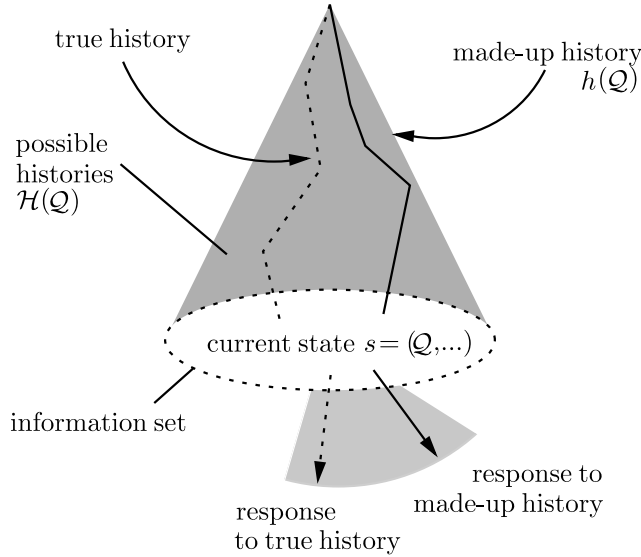 true history
made-up history
h(𝒬)
possible
histories
ℋ(𝒬)
current state s = (𝒬,...)
information set
response to
made-up history
response
to true history